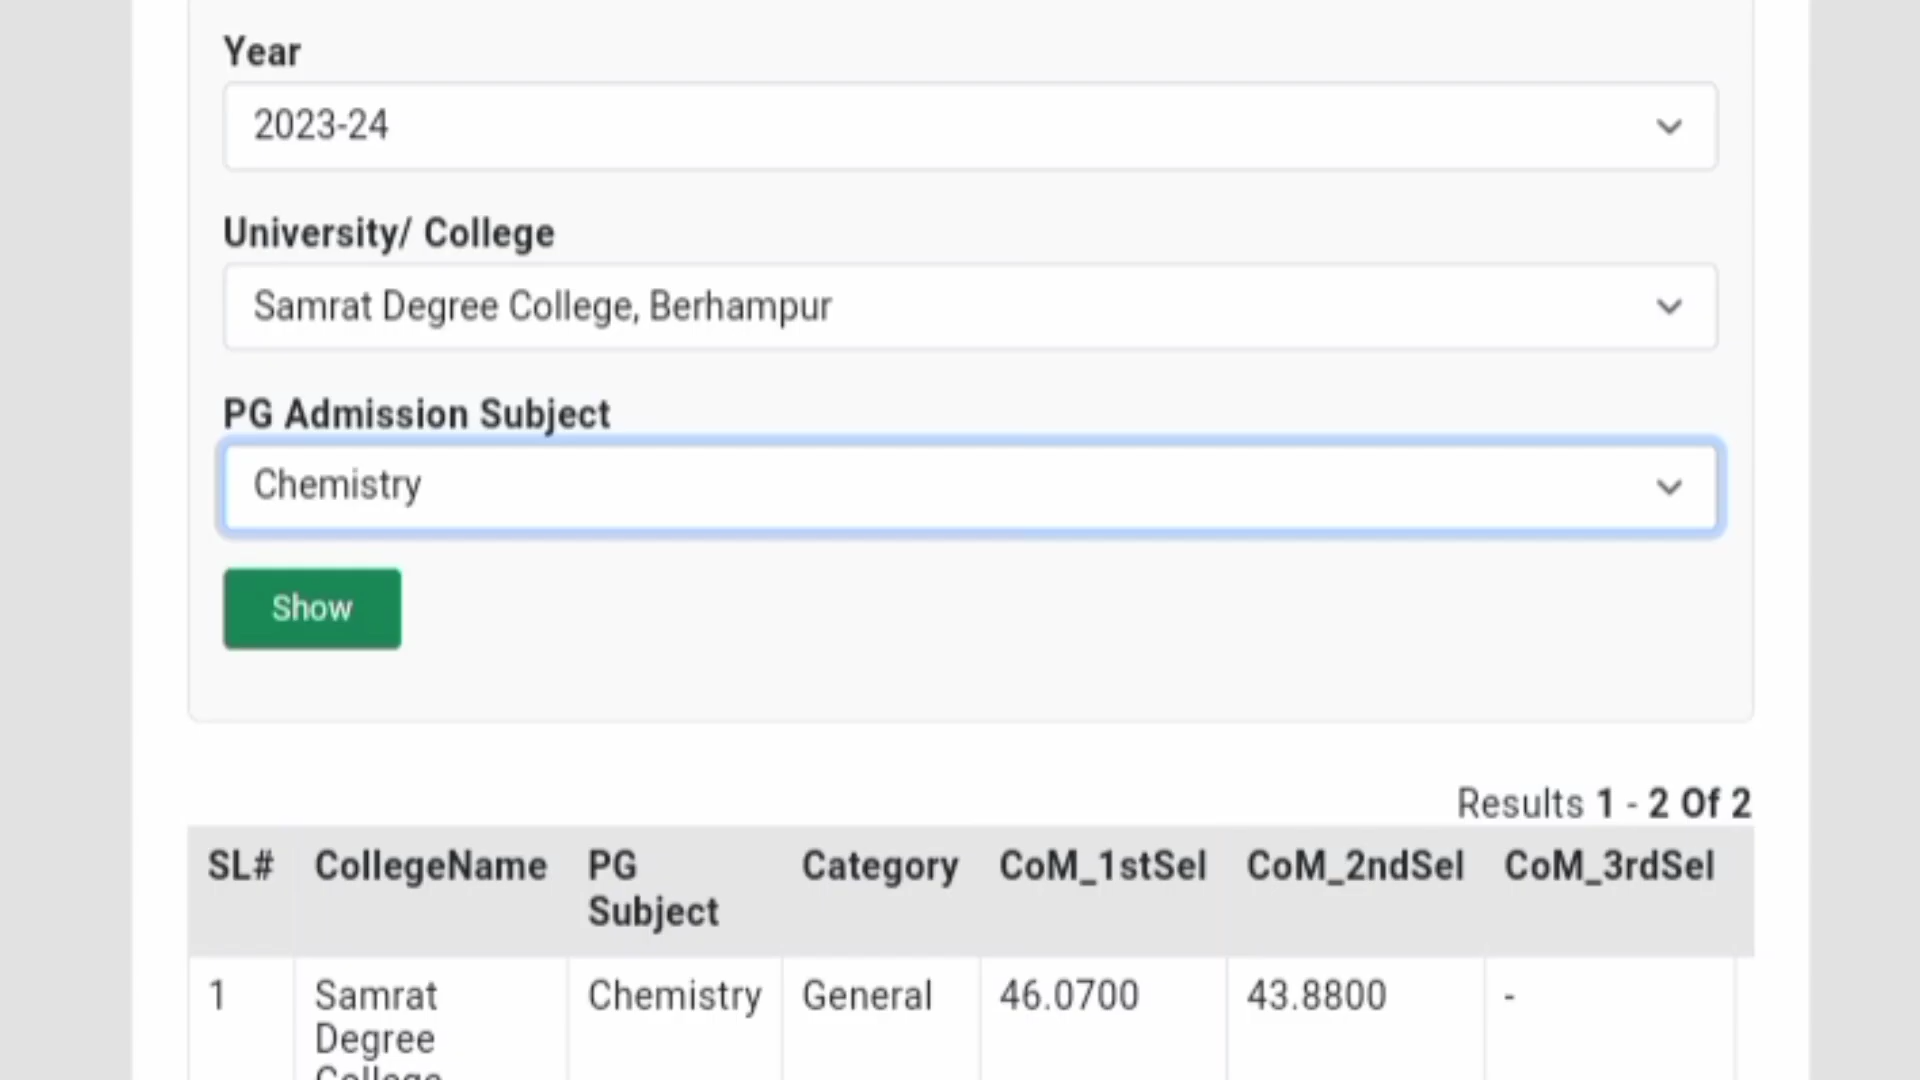 Year
2023-24
University/ College
Samrat Degree College, Berhampur
PG Admission Subject
Chemistry
Show
Results 1 - 2 Of 2
SL# CollegeName PG Subject Category CoM_1stSel CoM_2ndSel CoM_3rdSel
1 Samrat Chemistry General 46.0700 43.8800 -
Degree
College